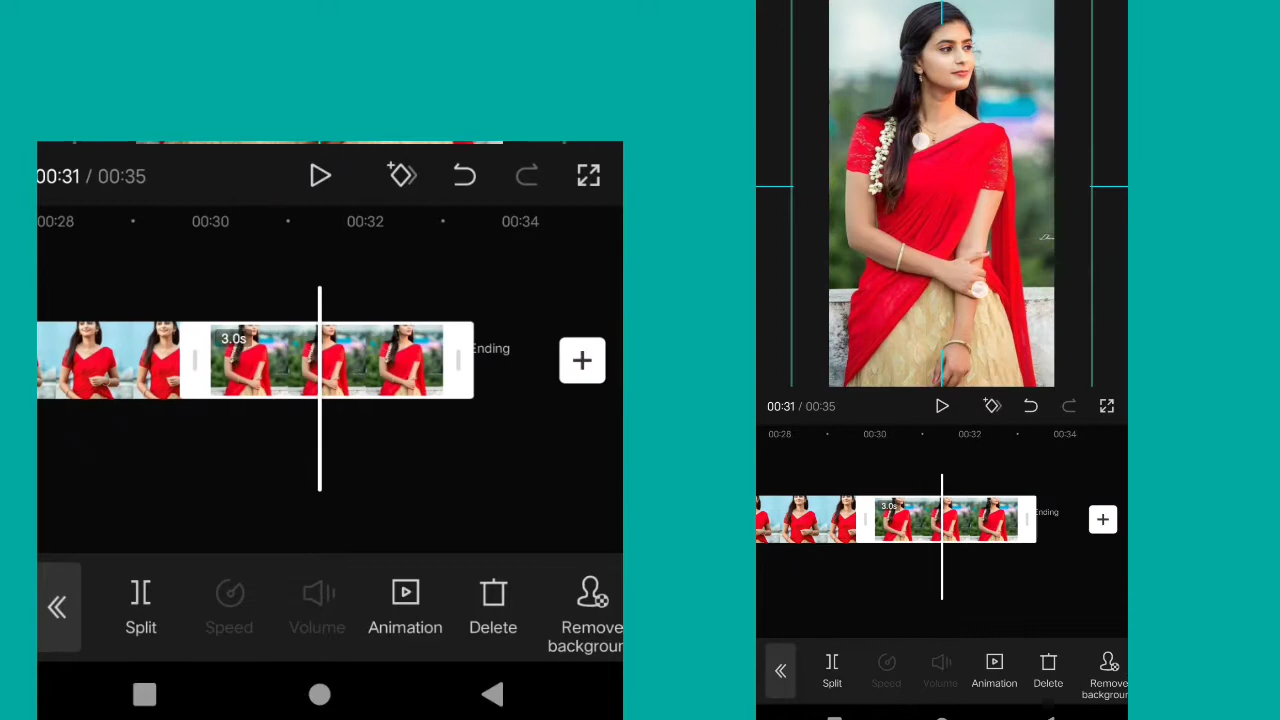 00:31 / 00:35
00:28
00:30
00:32
00:34
3.0s
Ending
Split
Speed
Volume
Animation
Delete
Remove
backgroun
00:31 / 00:35
00:28
00:30
00:32
00:34
3.0s
Ending
Split
Speed
Volume
Animation
Delete
Remove
backgroun